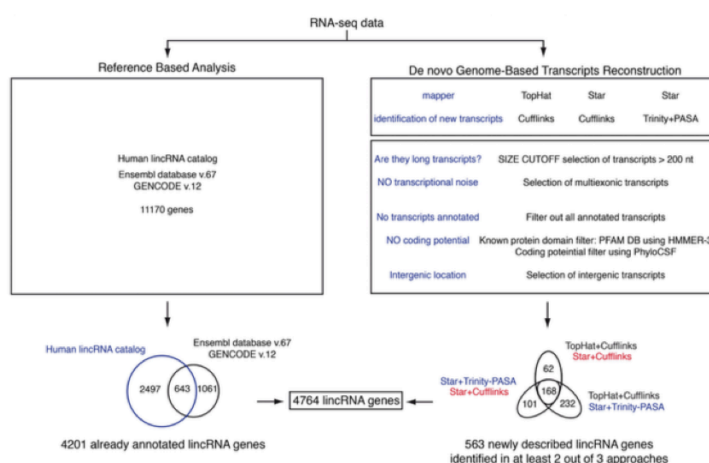 RNA-seq data
Reference Based Analysis
Human lincRNA catalog
Ensembl database v.67
GENCODE v.12
11170 genes
De novo Genome-Based Transcripts Reconstruction
mapper TopHat Star Star
identification of new transcripts Cufflinks Cufflinks Trinity+PASA
Are they long transcripts? SIZE CUTOFF selection of transcripts > 200 nt
NO transcriptional noise Selection of multiexonic transcripts
No transcripts annotated Filter out all annotated transcripts
NO coding potential Known protein domain filter: PFAM DB using HMMER-3
Coding poteintial filter using PhyloCSF
Intergenic location Selection of intergenic transcripts
Human lincRNA catalog
Ensembl database v.67
GENCODE v.12
2497 643 1061
4201 already annotated lincRNA genes
4764 lincRNA genes
TopHat+Cufflinks
Star+Cufflinks
Star+Trinity-PASA
Star+Cufflinks
TopHat+Cufflinks
Star+Trinity-PASA
62
168
101 232
563 newly described lincRNA genes
identified in at least 2 out of 3 approaches